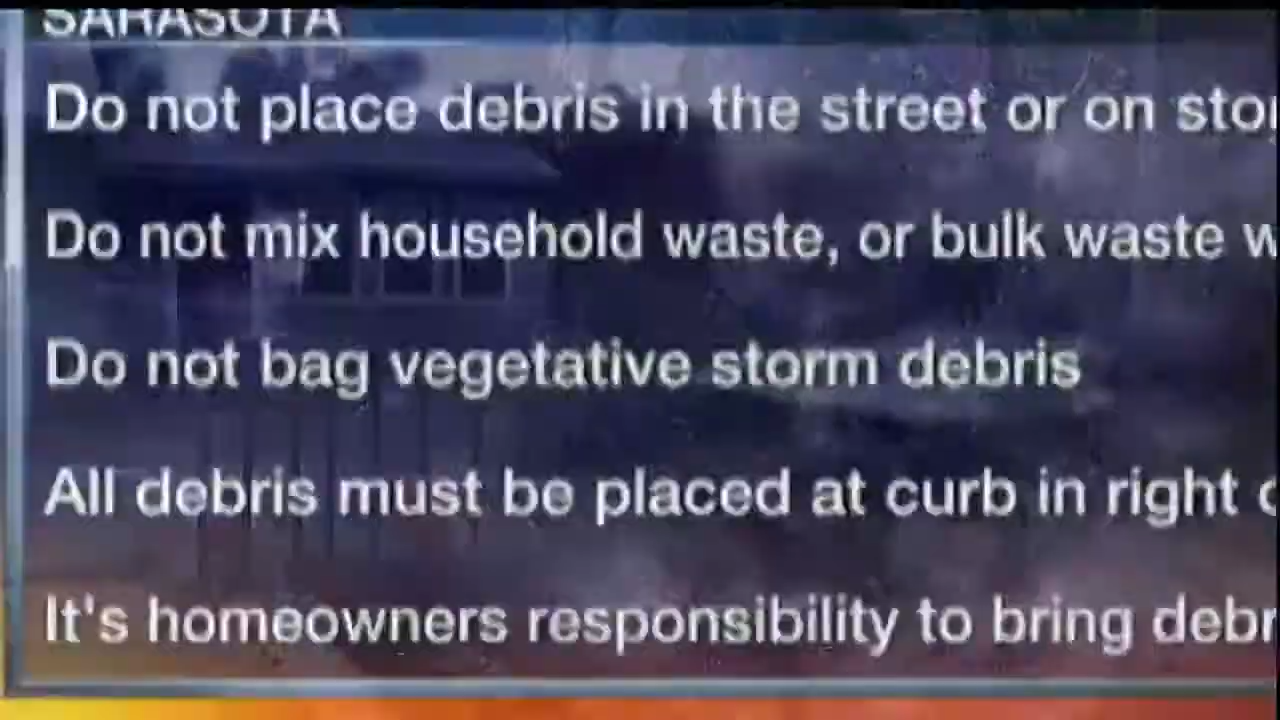 SARASOTA
Do not place debris in the street or on
Do not mix household waste, or bulk waste
Do not bag vegetative storm debris
All debris must be placed at curb in right
It's homeowners responsibility to bring